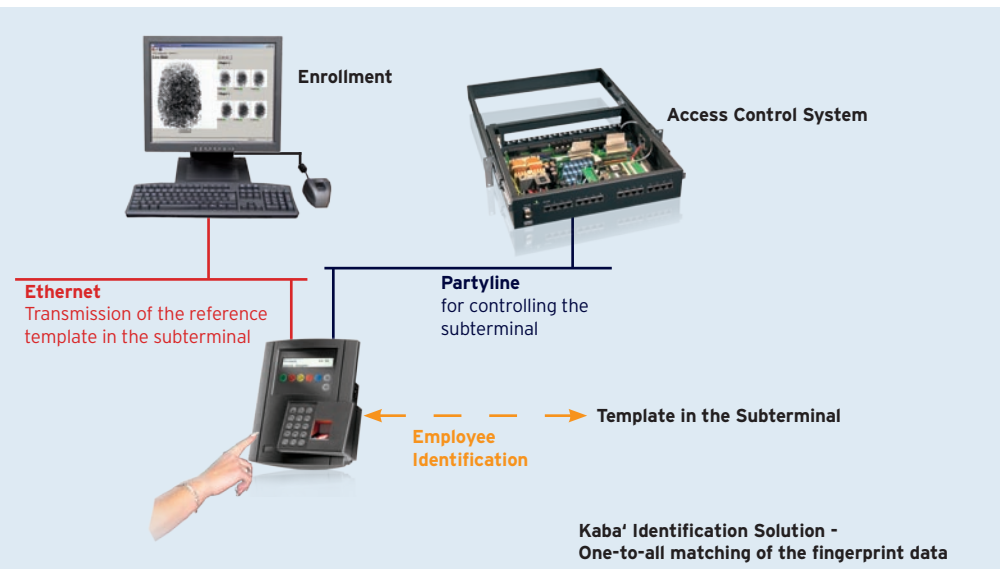 Enrollment
Access Control System
Ethernet
Transmission of the reference
template in the subterminal
Partyline
for controlling the
subterminal
Template in the Subterminal
Employee
Identification
Kaba‘ Identification Solution -
One-to-all matching of the fingerprint data